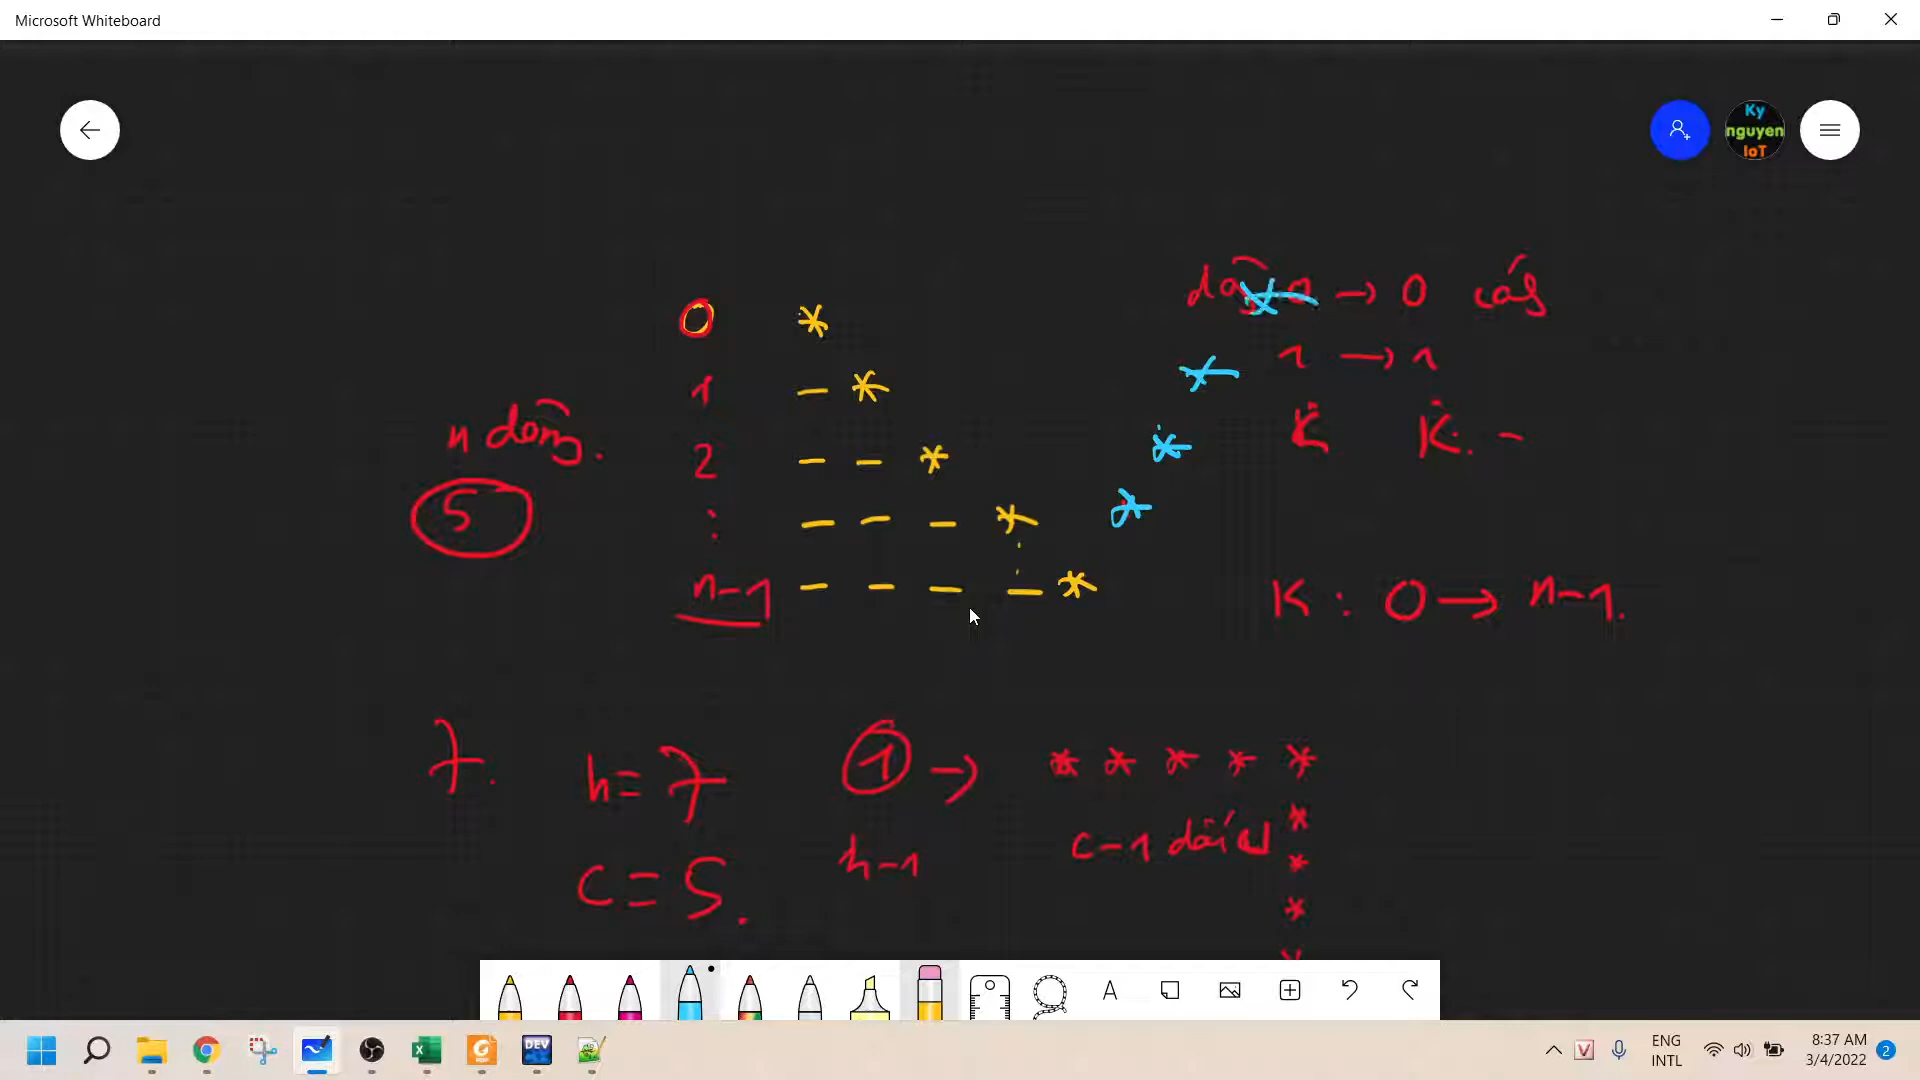 Microsoft Whiteboard
Ky
nguyen
IoT
0 *
1 - *
n dòng.
2 - - *
5
: - - - *
n-1 - - - - *
→ 0 cách
1 → 1
K K. -
K : 0 → n-1.
7.
h = 7
c = 5.
1 → * * * * *
h-1
c-1 dấu
*
*
*
A
DEV
ENG
INTL
8:37 AM
3/4/2022
2